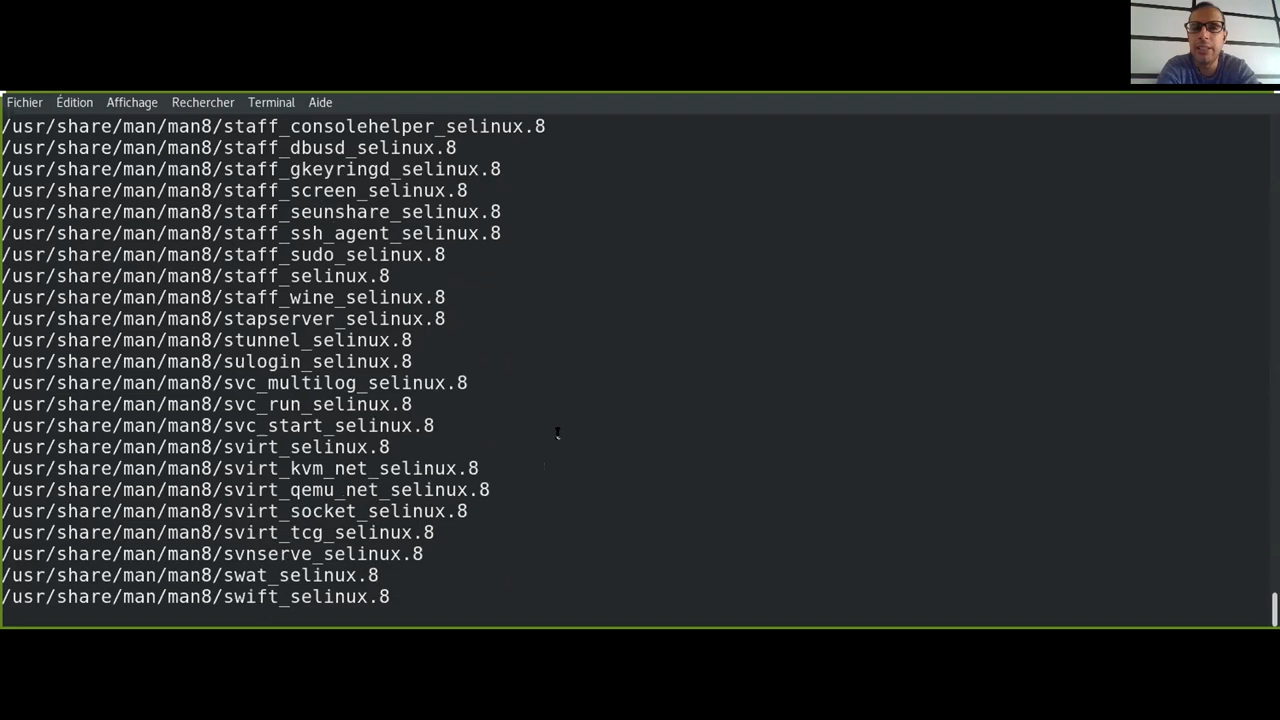 Fichier Édition Affichage Rechercher Terminal Aide
/usr/share/man/man8/staff_consolehelper_selinux.8
/usr/share/man/man8/staff_dbusd_selinux.8
/usr/share/man/man8/staff_gkeyringd_selinux.8
/usr/share/man/man8/staff_screen_selinux.8
/usr/share/man/man8/staff_seunshare_selinux.8
/usr/share/man/man8/staff_ssh_agent_selinux.8
/usr/share/man/man8/staff_sudo_selinux.8
/usr/share/man/man8/staff_selinux.8
/usr/share/man/man8/staff_wine_selinux.8
/usr/share/man/man8/stapserver_selinux.8
/usr/share/man/man8/stunnel_selinux.8
/usr/share/man/man8/sulogin_selinux.8
/usr/share/man/man8/svc_multilog_selinux.8
/usr/share/man/man8/svc_run_selinux.8
/usr/share/man/man8/svc_start_selinux.8
/usr/share/man/man8/svirt_selinux.8
/usr/share/man/man8/svirt_kvm_net_selinux.8
/usr/share/man/man8/svirt_qemu_net_selinux.8
/usr/share/man/man8/svirt_socket_selinux.8
/usr/share/man/man8/svirt_tcg_selinux.8
/usr/share/man/man8/svnserve_selinux.8
/usr/share/man/man8/swat_selinux.8
/usr/share/man/man8/swift_selinux.8